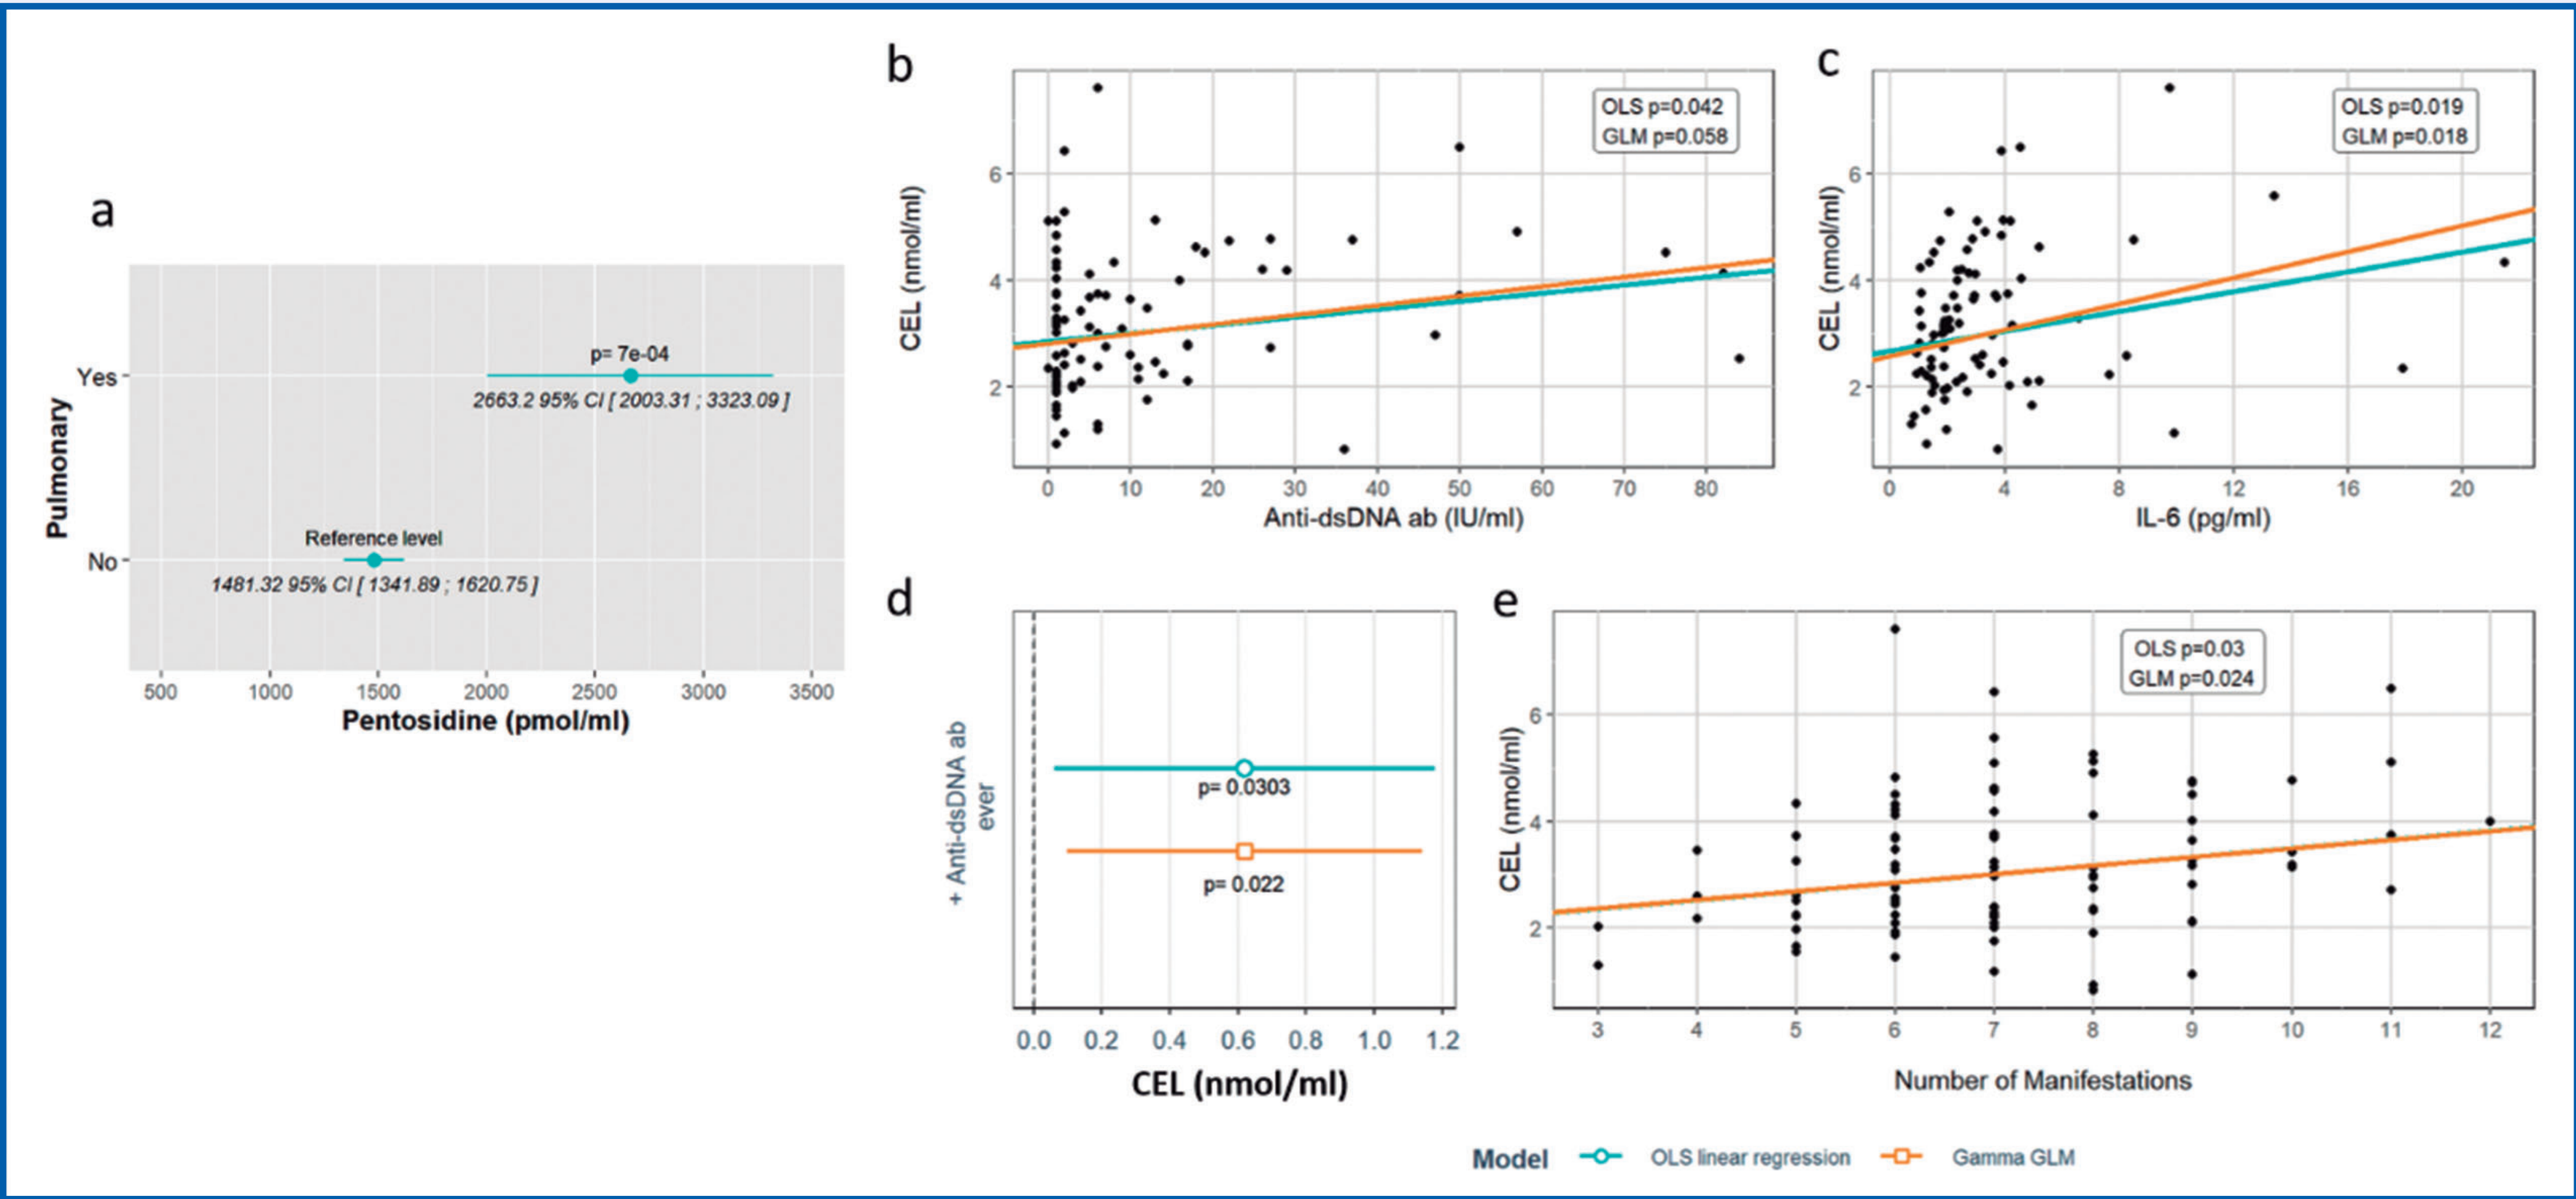 a
Pulmonary
Yes
No
p= 7e-04
2663.2 95% CI [ 2003.31 ; 3323.09 ]
Reference level
1481.32 95% CI [ 1341.89 ; 1620.75 ]
500 1000 1500 2000 2500 3000 3500
Pentosidine (pmol/ml)
b
CEL (nmol/ml)
6
4
2
OLS p=0.042
GLM p=0.058
0 10 20 30 40 50 60 70 80
Anti-dsDNA ab (IU/ml)
c
CEL (nmol/ml)
6
4
2
OLS p=0.019
GLM p=0.018
0 4 8 12 16 20
IL-6 (pg/ml)
d
+ Anti-dsDNA ab
ever
p= 0.0303
p= 0.022
0.0 0.2 0.4 0.6 0.8 1.0 1.2
CEL (nmol/ml)
e
CEL (nmol/ml)
6
4
2
OLS p=0.03
GLM p=0.024
3 4 5 6 7 8 9 10 11 12
Number of Manifestations
Model OLS linear regression Gamma GLM